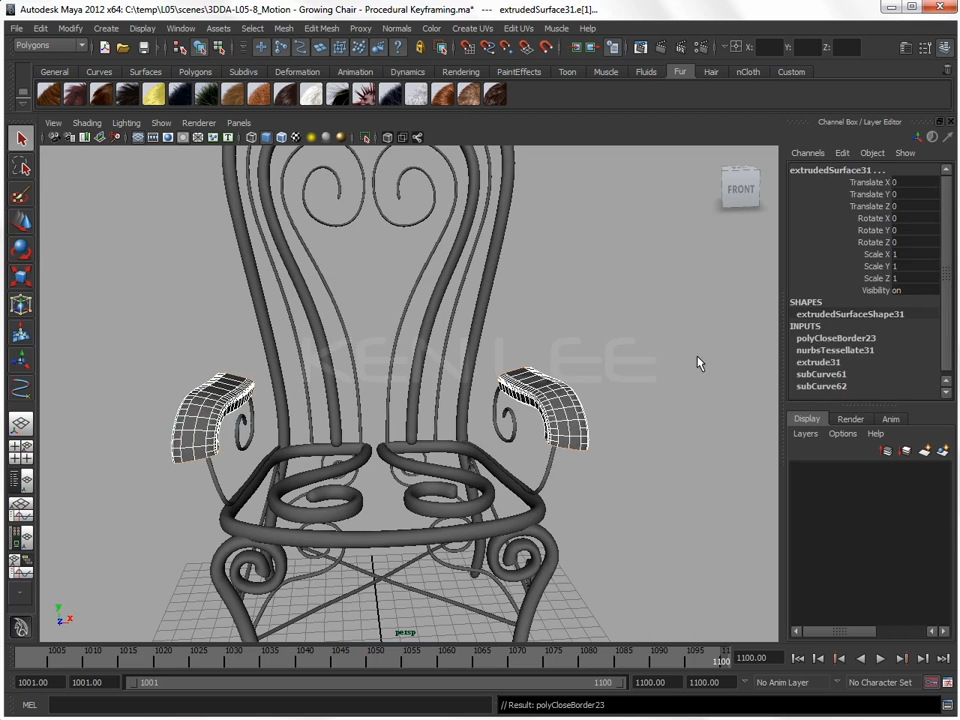 Autodesk Maya 2012 x64: C:\temp\L05\scenes\3DDA-L05-8_Motion - Growing Chair - Procedural Keyframing.ma* --- extrudedSurface31.e[1]...
File Edit Modify Create Display Window Assets Select Mesh Edit Mesh Proxy Normals Color Create UVs Edit UVs Muscle Help
Polygons X: Y: Z:
General Curves Surfaces Polygons Subdivs Deformation Animation Dynamics Rendering PaintEffects Toon Muscle Fluids Fur Hair nCloth Custom
View Shading Lighting Show Renderer Panels
Channel Box / Layer Editor
Channels Edit Object Show
extrudedSurface31 ...
Translate X 0
Translate Y 0
Translate Z 0
Rotate X 0
Rotate Y 0
Rotate Z 0
Scale X 1
Scale Y 1
Scale Z 1
Visibility on
SHAPES
extrudedSurfaceShape31
INPUTS
polyCloseBorder23
nurbsTessellate31
extrude31
subCurve61
subCurve62
FRONT
KEN LEE
Display Render Anim
Layers Options Help
y
z x
persp
1005 1010 1015 1020 1025 1030 1035 1040 1045 1050 1055 1060 1065 1070 1075 1080 1085 1090 1095 11
1100 1100.00
1001.00 1001.00 1001 1100 1100.00 1100.00 No Anim Layer No Character Set
MEL // Result: polyCloseBorder23